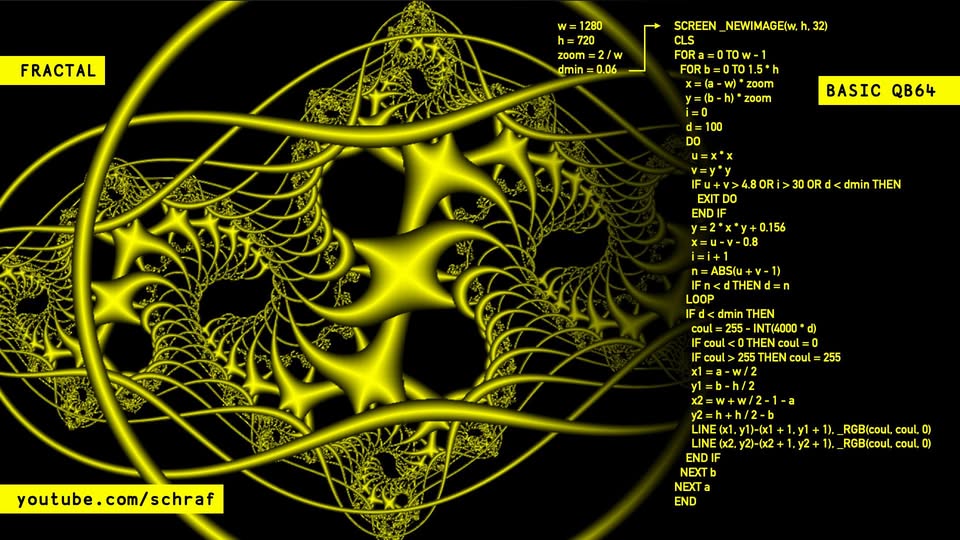 FRACTAL
w = 1280
h = 720
zoom = 2 / w
dmin = 0.06
SCREEN _NEWIMAGE(w, h, 32)
CLS
FOR a = 0 TO w - 1
FOR b = 0 TO 1.5 * h
x = (a - w) * zoom
y = (b - h) * zoom
i = 0
d = 100
DO
u = x * x
v = y * y
IF u + v > 4.8 OR i > 30 OR d < dmin THEN
EXIT DO
END IF
y = 2 * x * y + 0.156
x = u - v - 0.8
i = i + 1
n = ABS(u + v - 1)
IF n < d THEN d = n
LOOP
IF d < dmin THEN
coul = 255 - INT(4000 * d)
IF coul < 0 THEN coul = 0
IF coul > 255 THEN coul = 255
x1 = a - w / 2
y1 = b - h / 2
x2 = w + w / 2 - 1 - a
y2 = h + h / 2 - b
LINE (x1, y1)-(x1 + 1, y1 + 1), _RGB(coul, coul, 0)
LINE (x2, y2)-(x2 + 1, y2 + 1), _RGB(coul, coul, 0)
END IF
NEXT b
NEXT a
END
BASIC QB64
youtube.com/schraf